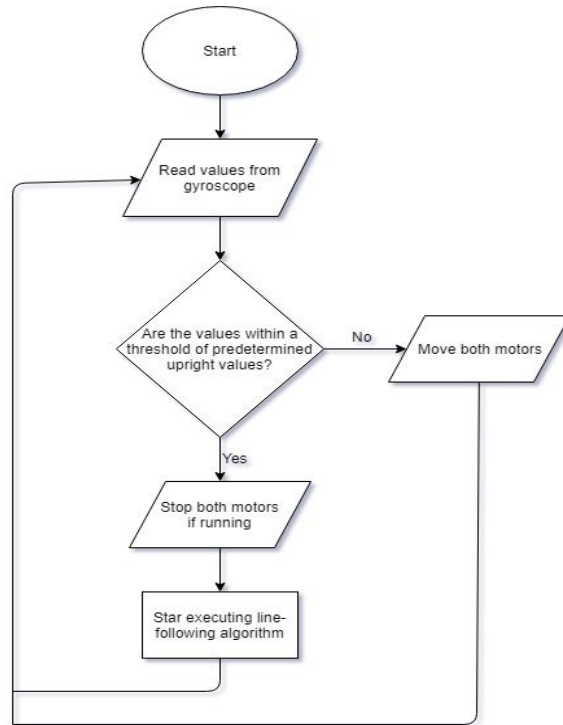 Start
Read values from
gyroscope
Are the values within a
threshold of predetermined
upright values?
No
Move both motors
Yes
Stop both motors
if running
Star executing line-
following algorithm